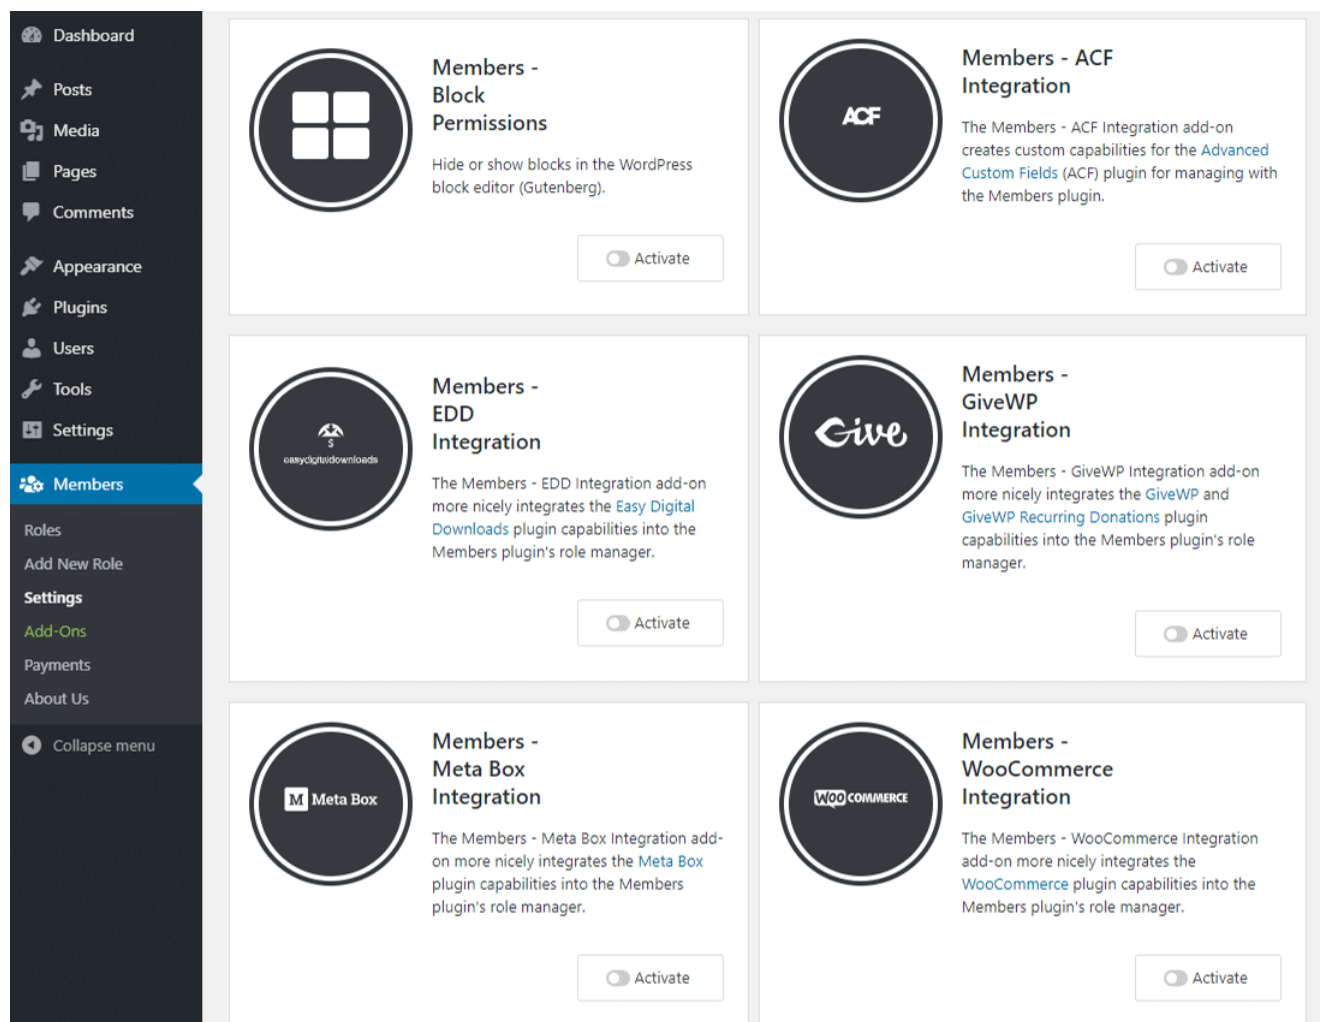 Dashboard
Posts
Media
Pages
Comments
Appearance
Plugins
Users
Tools
Settings
Members
Roles
Add New Role
Settings
Add-Ons
Payments
About Us
Collapse menu
Members -
Block
Permissions
Hide or show blocks in the WordPress
block editor (Gutenberg).
Activate
ACF
Members - ACF
Integration
The Members - ACF Integration add-on
creates custom capabilities for the Advanced
Custom Fields (ACF) plugin for managing with
the Members plugin.
Activate
$
easydigitaldownloads
Members -
EDD
Integration
The Members - EDD Integration add-on
more nicely integrates the Easy Digital
Downloads plugin capabilities into the
Members plugin's role manager.
Activate
Give
Members -
GiveWP
Integration
The Members - GiveWP Integration add-on
more nicely integrates the GiveWP and
GiveWP Recurring Donations plugin
capabilities into the Members plugin's role
manager.
Activate
M Meta Box
Members -
Meta Box
Integration
The Members - Meta Box Integration add-
on more nicely integrates the Meta Box
plugin capabilities into the Members
plugin's role manager.
Activate
WOO COMMERCE
Members -
WooCommerce
Integration
The Members - WooCommerce Integration
add-on more nicely integrates the
WooCommerce plugin capabilities into the
Members plugin's role manager.
Activate